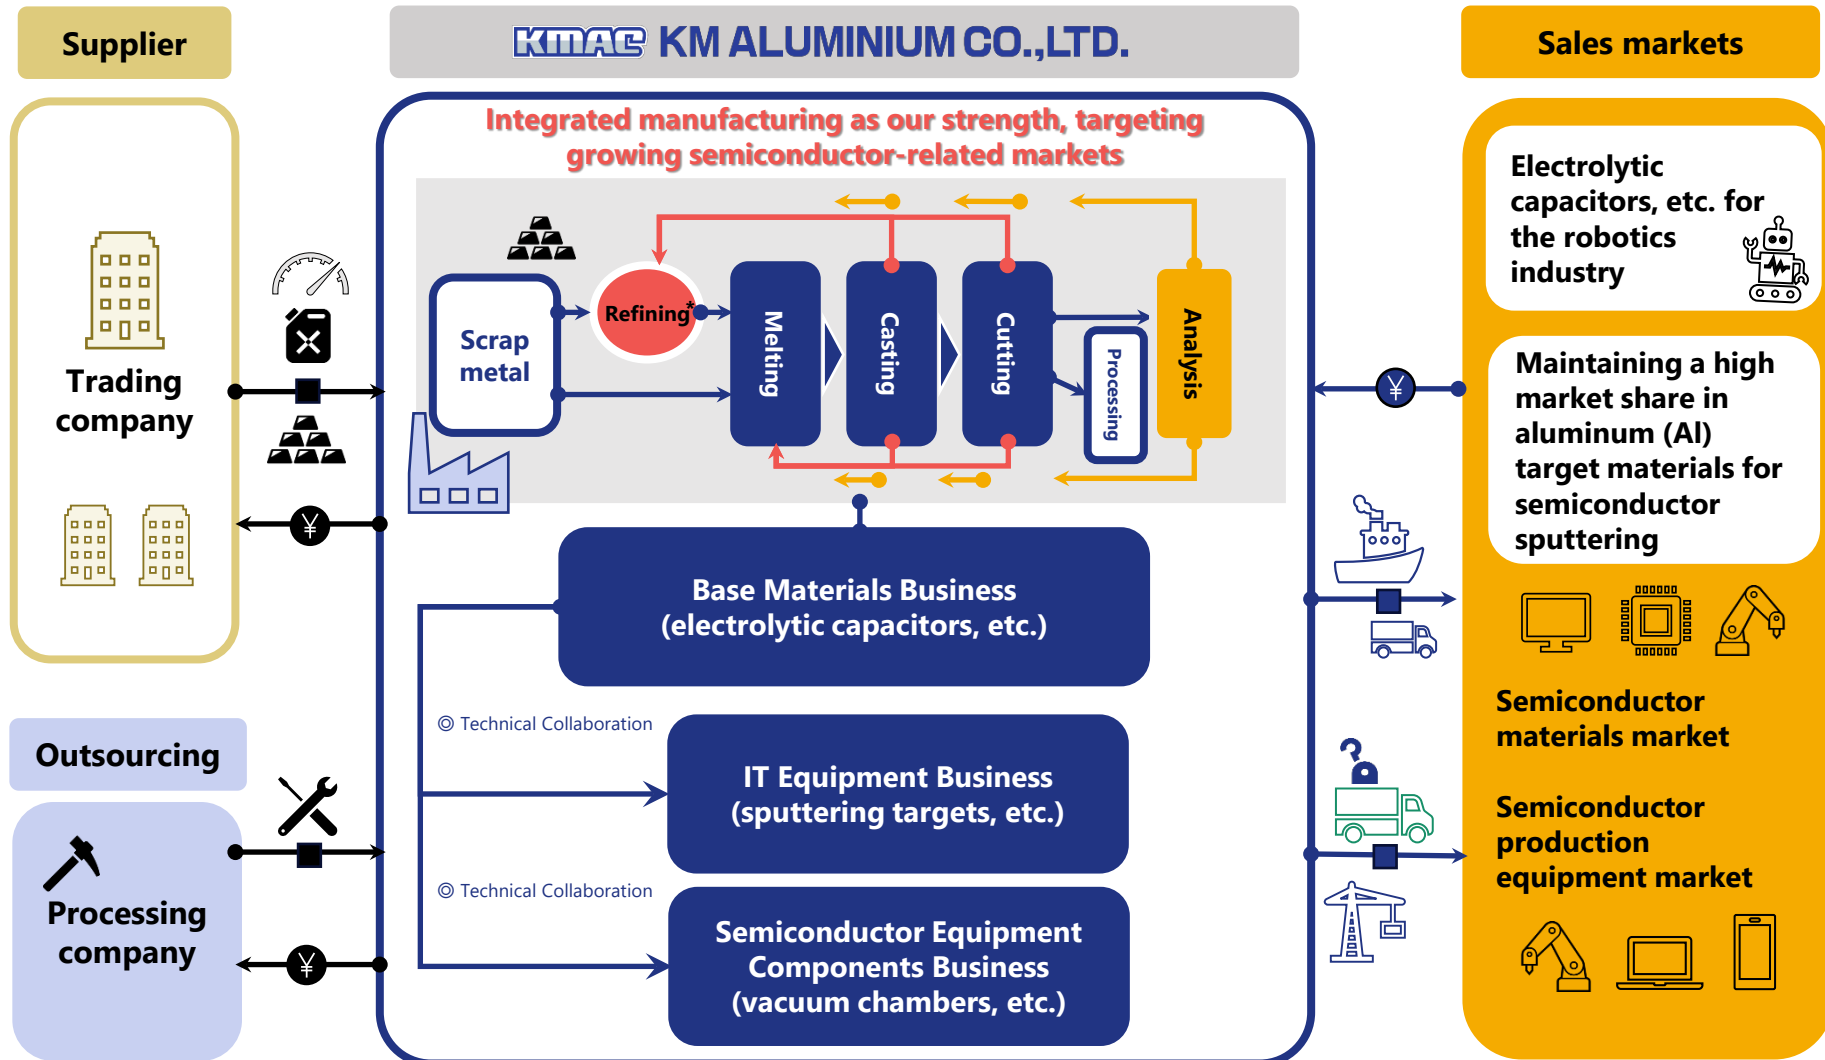 Supplier
KMAC KM ALUMINIUM CO.,LTD.
Sales markets
Trading
company
¥
Outsourcing
Processing
company
¥
Integrated manufacturing as our strength, targeting
growing semiconductor-related markets
Scrap
metal
Refining*
Melting
Casting
Cutting
Processing
Analysis
Base Materials Business
(electrolytic capacitors, etc.)
◎ Technical Collaboration
IT Equipment Business
(sputtering targets, etc.)
◎ Technical Collaboration
Semiconductor Equipment
Components Business
(vacuum chambers, etc.)
¥
Electrolytic
capacitors, etc. for
the robotics
industry
Maintaining a high
market share in
aluminum (Al)
target materials for
semiconductor
sputtering
Semiconductor
materials market
Semiconductor
production
equipment market